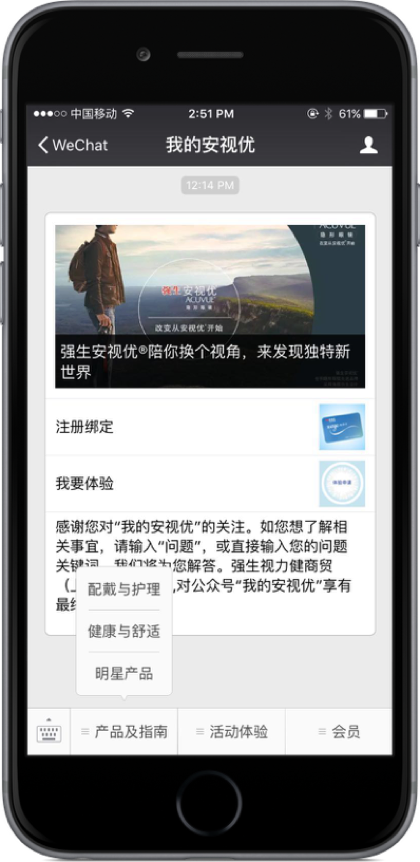 中国移动
2:51 PM
61%
WeChat
我的安视优
12:14 PM
ACUVUE
强生 安视优
ACUVUE
改变从安视优®开始
强生安视优®陪你换个视角，来发现独特新
世界
注册绑定
我要体验
感谢您对“我的安视优”的关注。如您想了解相
关事宜，请输入“问题”，或直接输入您的问题
关键词，我们将为您解答。强生视力健商贸
,对公众号“我的安视优”享有
最终
配戴与护理
健康与舒适
明星产品
产品及指南
活动体验
会员